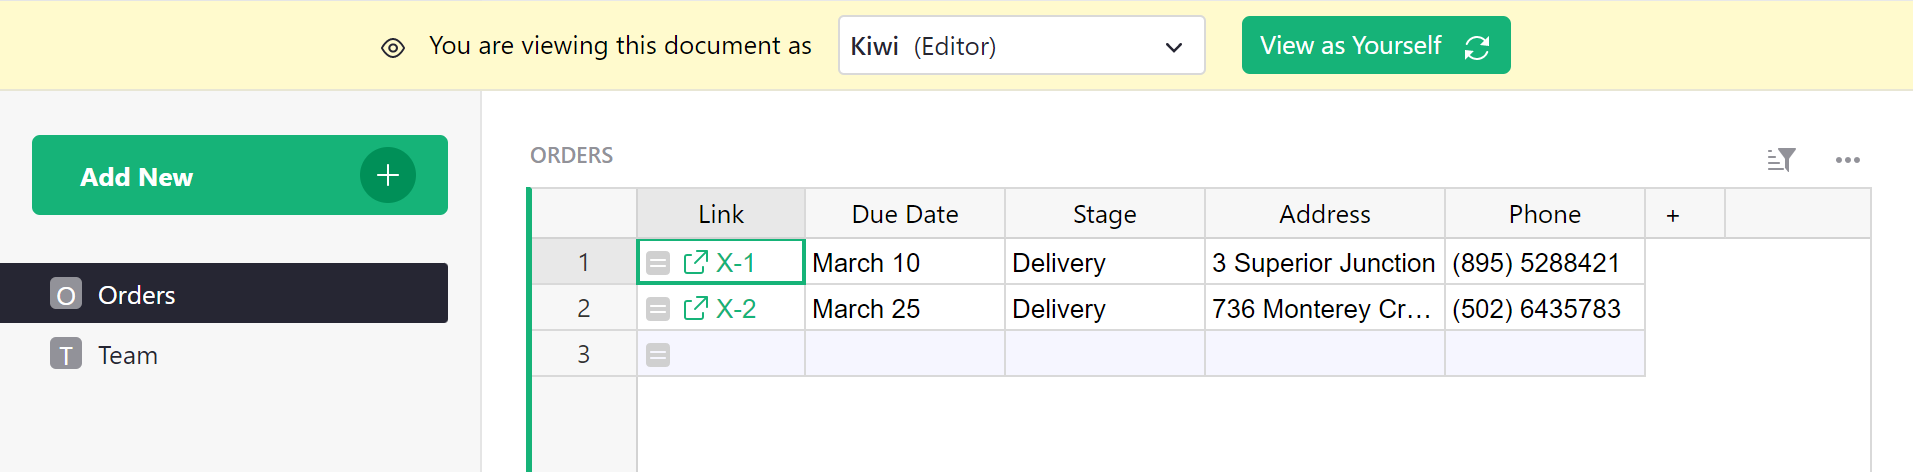 You are viewing this document as Kiwi (Editor) View as Yourself
Add New
Orders
Team
ORDERS
Link Due Date Stage Address Phone +
1 X-1 March 10 Delivery 3 Superior Junction (895) 5288421
2 X-2 March 25 Delivery 736 Monterey Cr… (502) 6435783
3
O
T